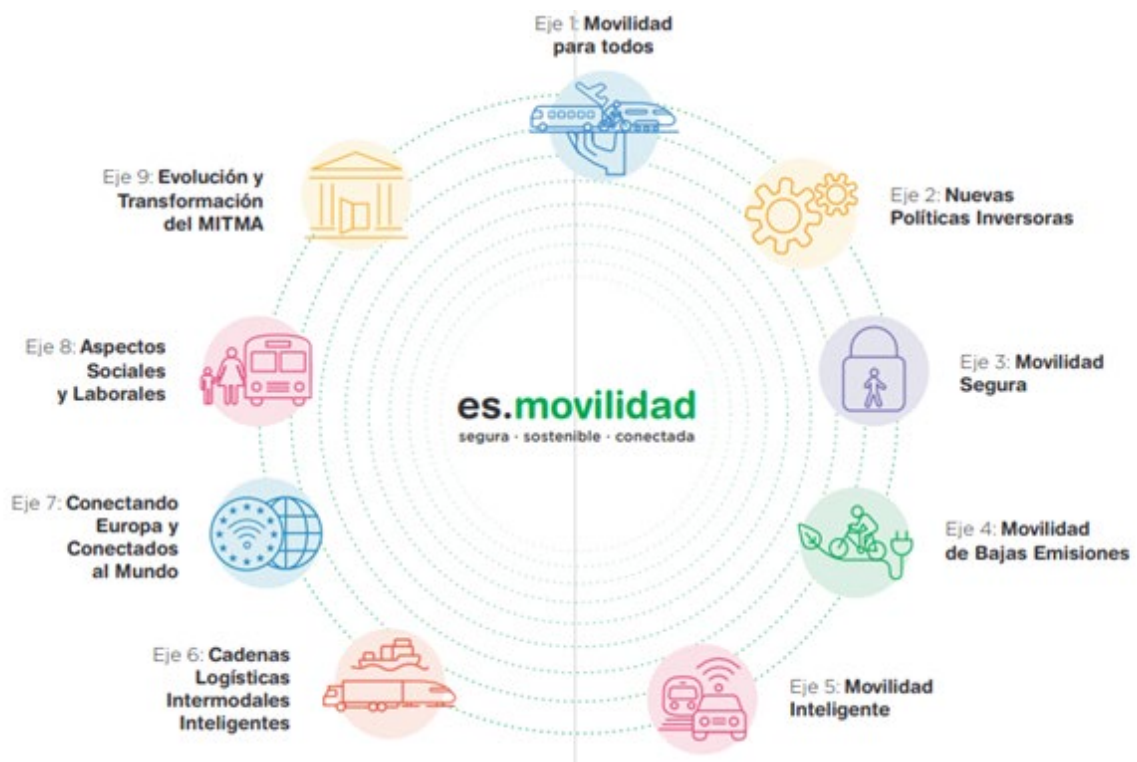 Eje 1: Movilidad
para todos
Eje 2: Nuevas
Políticas Inversoras
Eje 3: Movilidad
Segura
Eje 4: Movilidad
de Bajas Emisiones
Eje 5: Movilidad
Inteligente
Eje 6: Cadenas
Logísticas
Intermodales
Inteligentes
Eje 7: Conectando
Europa y
Conectados
al Mundo
Eje 8: Aspectos
Sociales
y Laborales
Eje 9: Evolución y
Transformación
del MITMA
es.movilidad
segura · sostenible · conectada